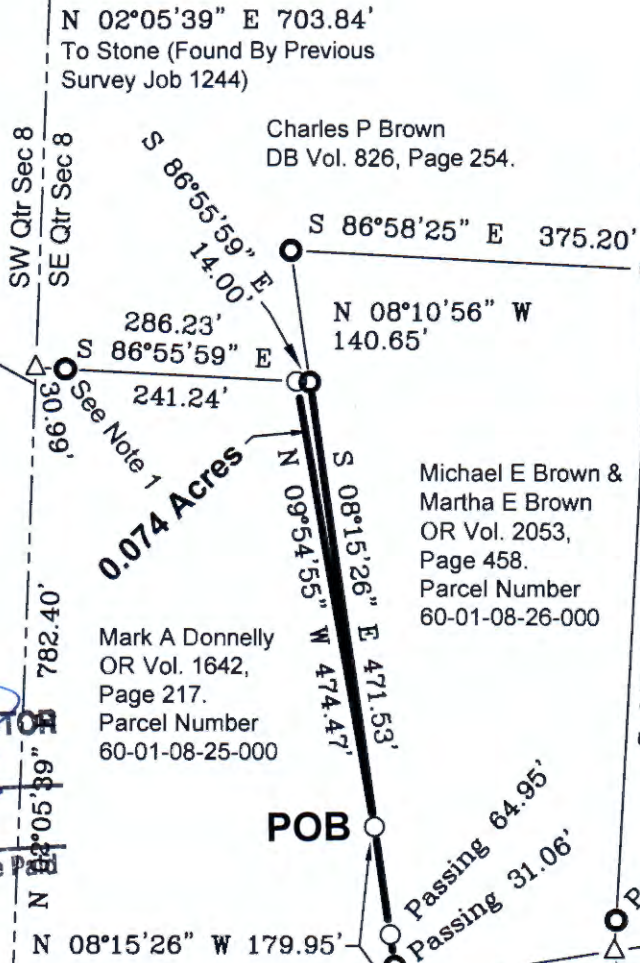 N 02°05'39" E 703.84'
To Stone (Found By Previous
Survey Job 1244)
SW Qtr Sec 8
SE Qtr Sec 8
Charles P Brown
DB Vol. 826, Page 254.
S 86°55'59" E
14.00'
S 86°58'25" E 375.20'
N 08°10'56" W
140.65'
286.23'
S 86°55'59" E
241.24'
30.99'
See Note 1
0.074 Acres
N 09°54'55" W 474.47'
S 08°15'26" E 471.53'
Michael E Brown &
Martha E Brown
OR Vol. 2053,
Page 458.
Parcel Number
60-01-08-26-000
Mark A Donnelly
OR Vol. 1642,
Page 217.
Parcel Number
60-01-08-25-000
N 02°05'39" E 782.40'
POB
Passing 64.95'
Passing 31.06'
N 08°15'26" W 179.95'